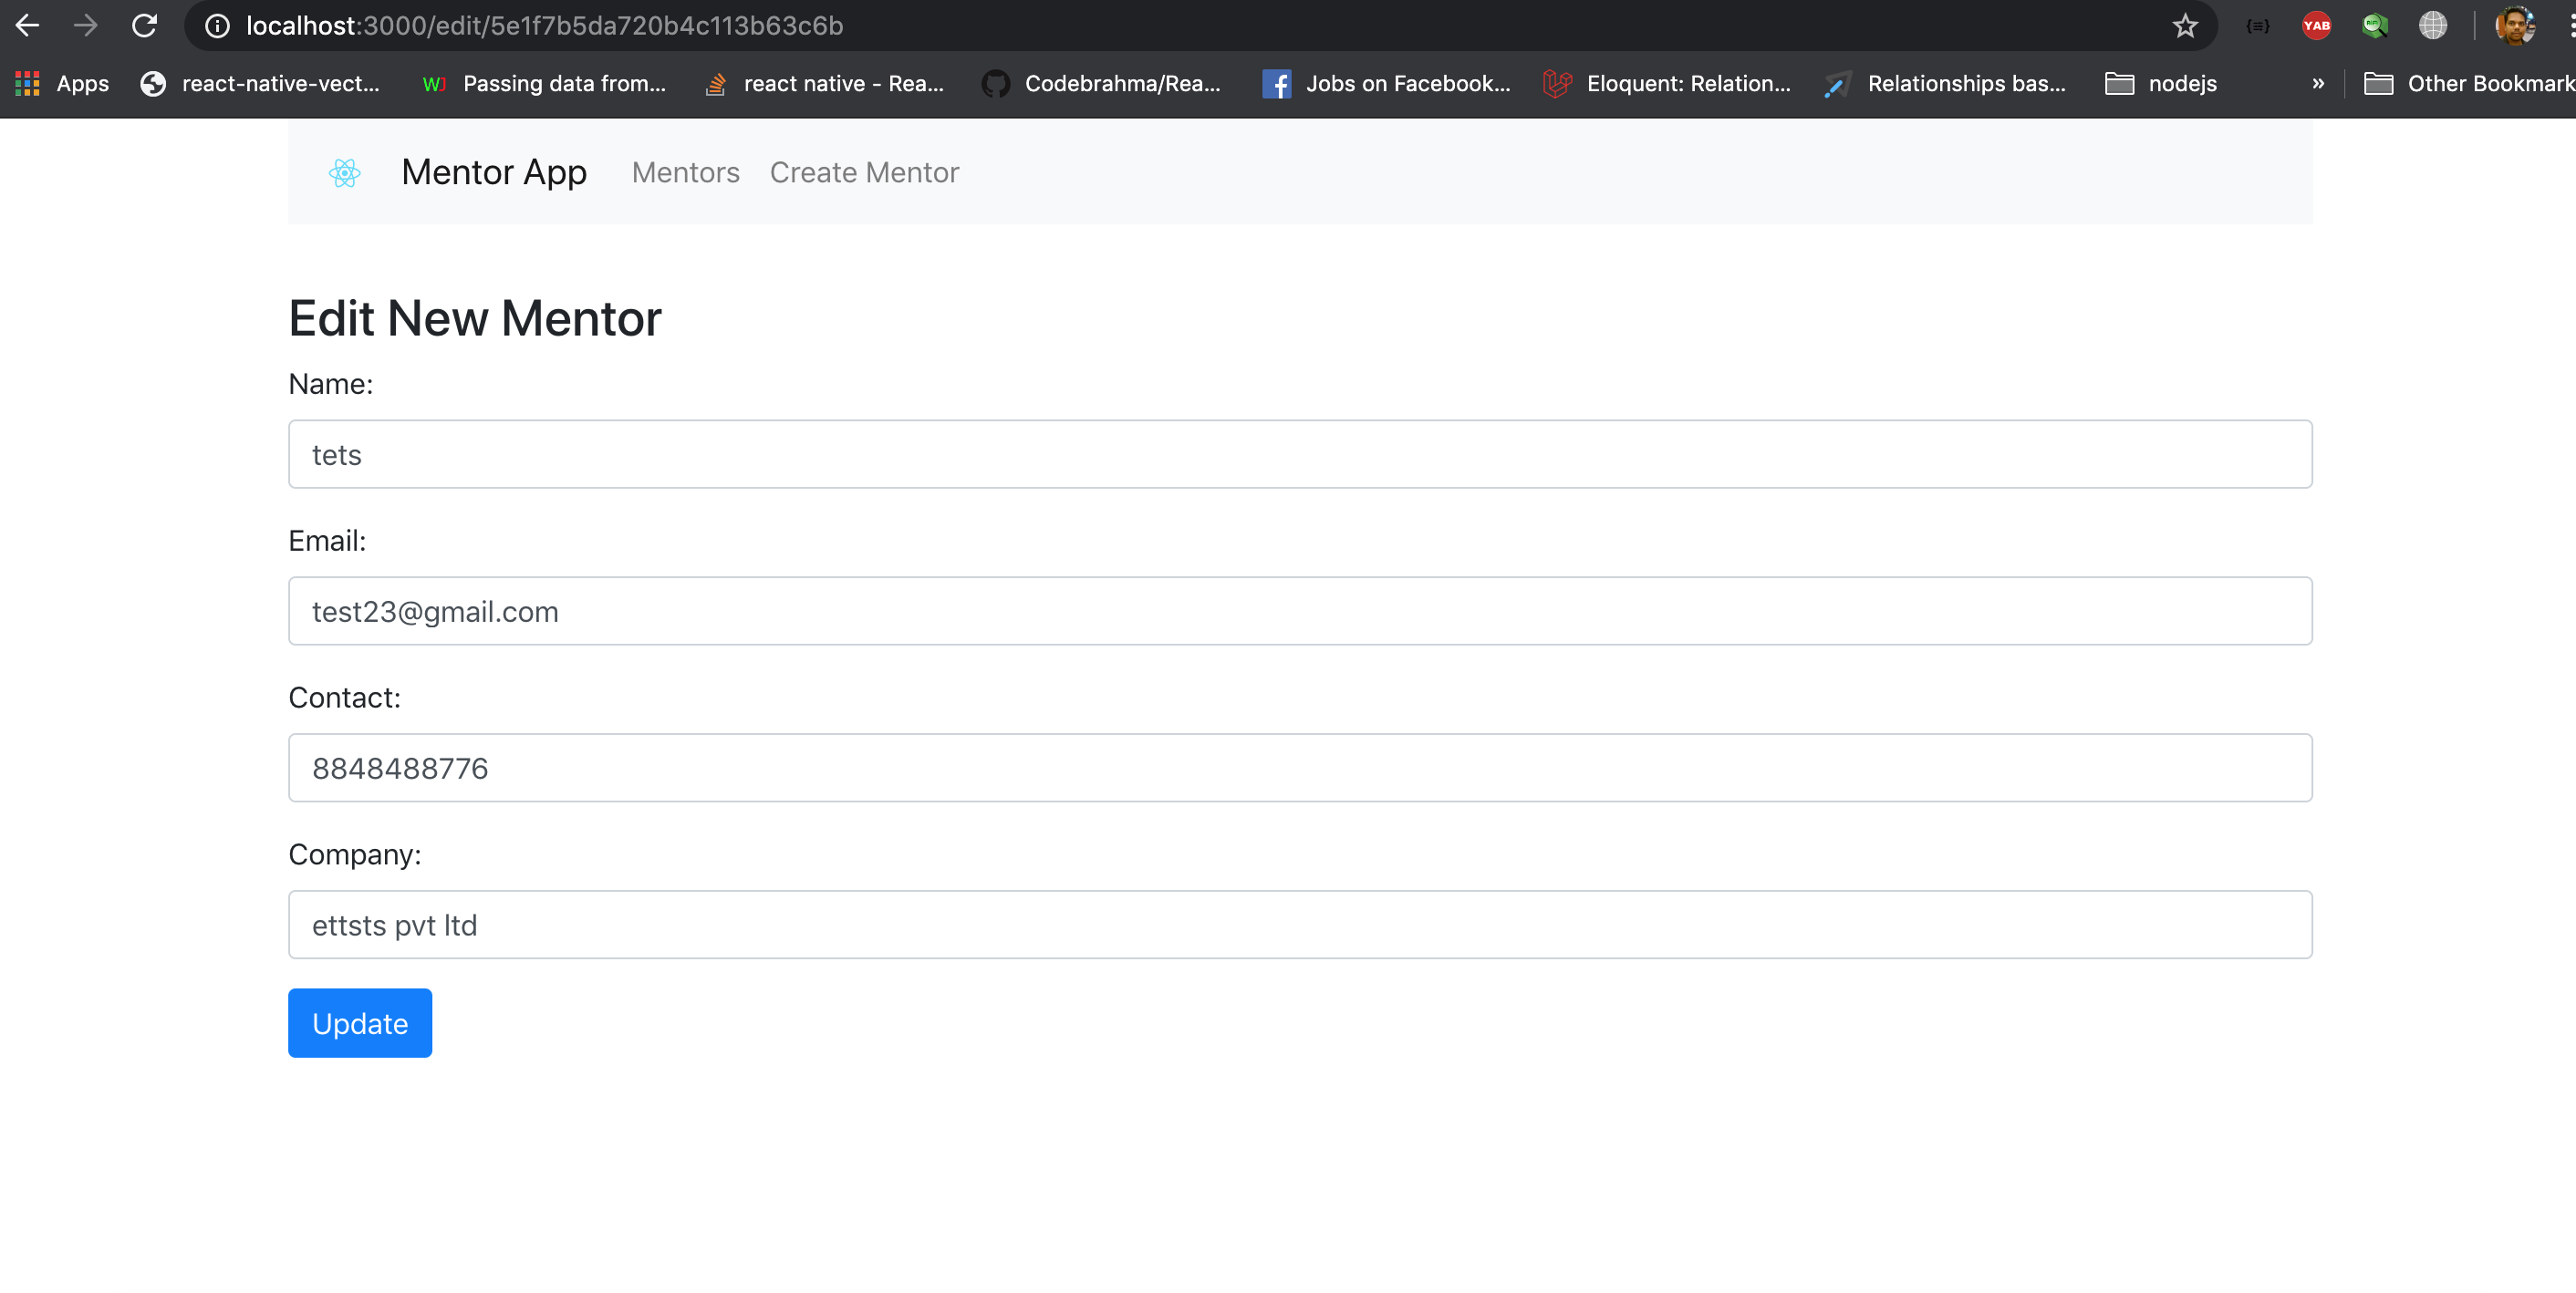 localhost:3000/edit/5e1f7b5da720b4c113b63c6b
{≡} YAB
Apps react-native-vect... WJ Passing data from... react native - Rea... Codebrahma/Rea... Jobs on Facebook... Eloquent: Relation... Relationships bas... nodejs » Other Bookmark
Mentor App Mentors Create Mentor
Edit New Mentor
Name:
tets
Email:
test23@gmail.com
Contact:
8848488776
Company:
ettsts pvt ltd
Update